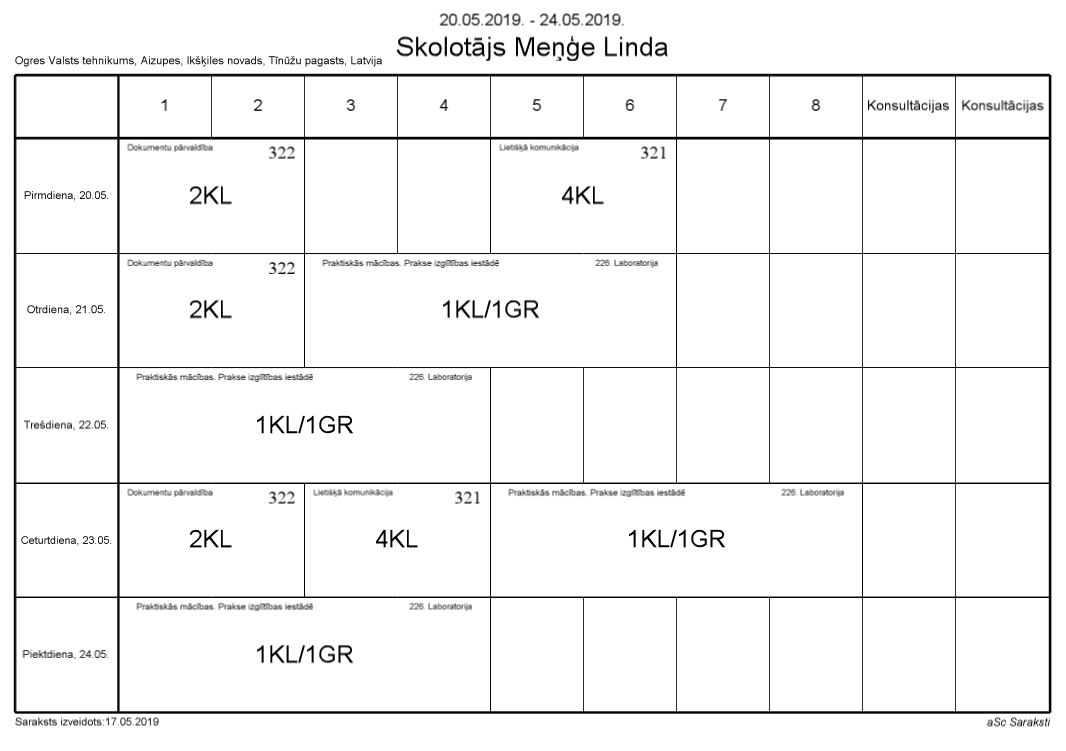 20.05.2019. - 24.05.2019.
Skolotājs Meņģe Linda
Ogres Valsts tehnikums, Aizupes, Ikšķiles novads, Tīnūžu pagasts, Latvija
1 2 3 4 5 6 7 8 Konsultācijas Konsultācijas
Dokumentu pārvaldība 322 Lietišķā komunikācija 321
Pirmdiena, 20.05. 2KL 4KL
Dokumentu pārvaldība 322 Praktiskās mācības. Prakse izglītības iestādē 226. Laboratorija
Otrdiena, 21.05. 2KL 1KL/1GR
Praktiskās mācības. Prakse izglītības iestādē 226. Laboratorija
Trešdiena, 22.05. 1KL/1GR
Dokumentu pārvaldība 322 Lietišķā komunikācija 321 Praktiskās mācības. Prakse izglītības iestādē 226. Laboratorija
Ceturtdiena, 23.05. 2KL 4KL 1KL/1GR
Praktiskās mācības. Prakse izglītības iestādē 226. Laboratorija
Piektdiena, 24.05. 1KL/1GR
Saraksts izveidots:17.05.2019 aSc Saraksti